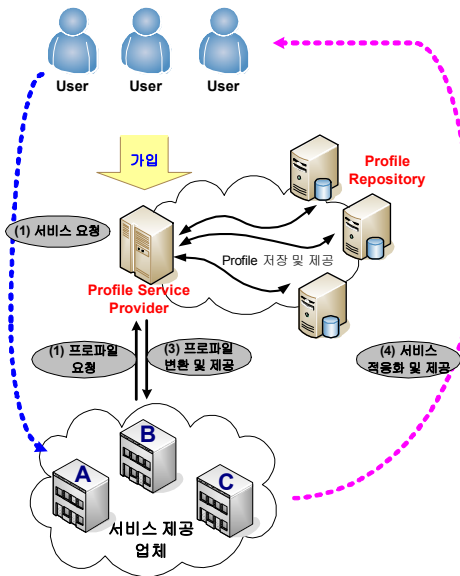 User
User
User
가입
Profile
Repository
(1) 서비스 요청
Profile 저장 및 제공
Profile Service
Provider
(1) 프로파일
요청
(3) 프로파일
변환 및 제공
(4) 서비스
적응화 및 제공
A
B
C
서비스 제공
업체